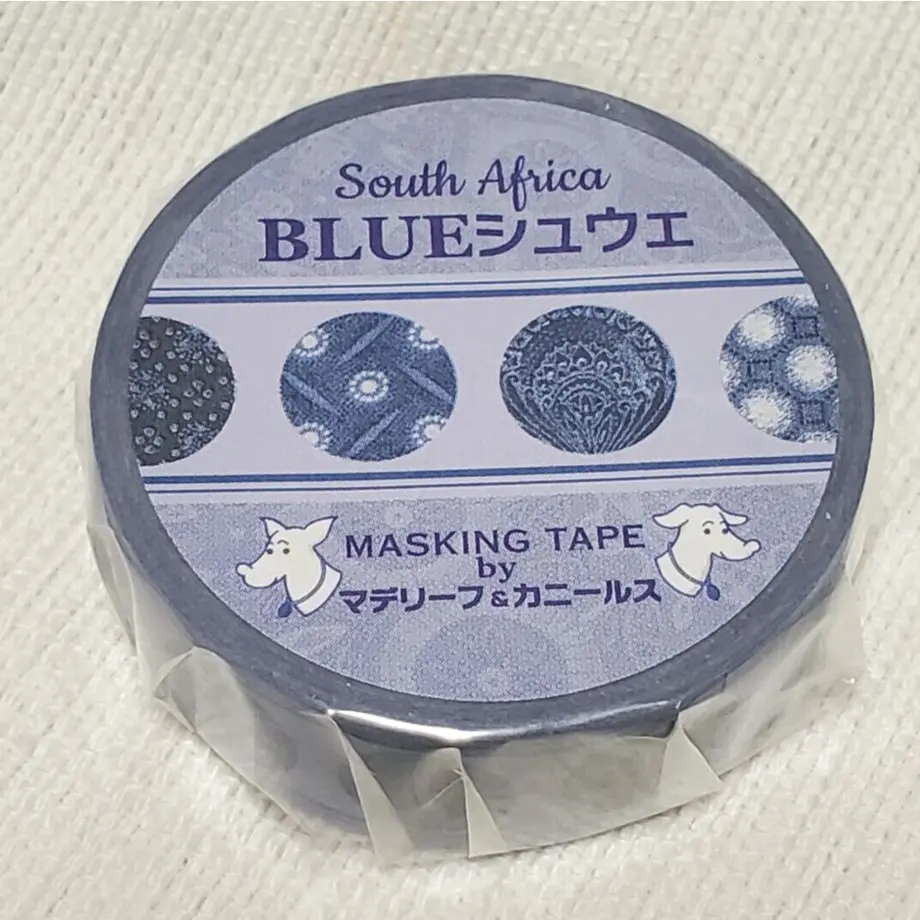 South Africa
BLUEシュウエ
MASKING TAPE
by
マデリーフ&カニールス